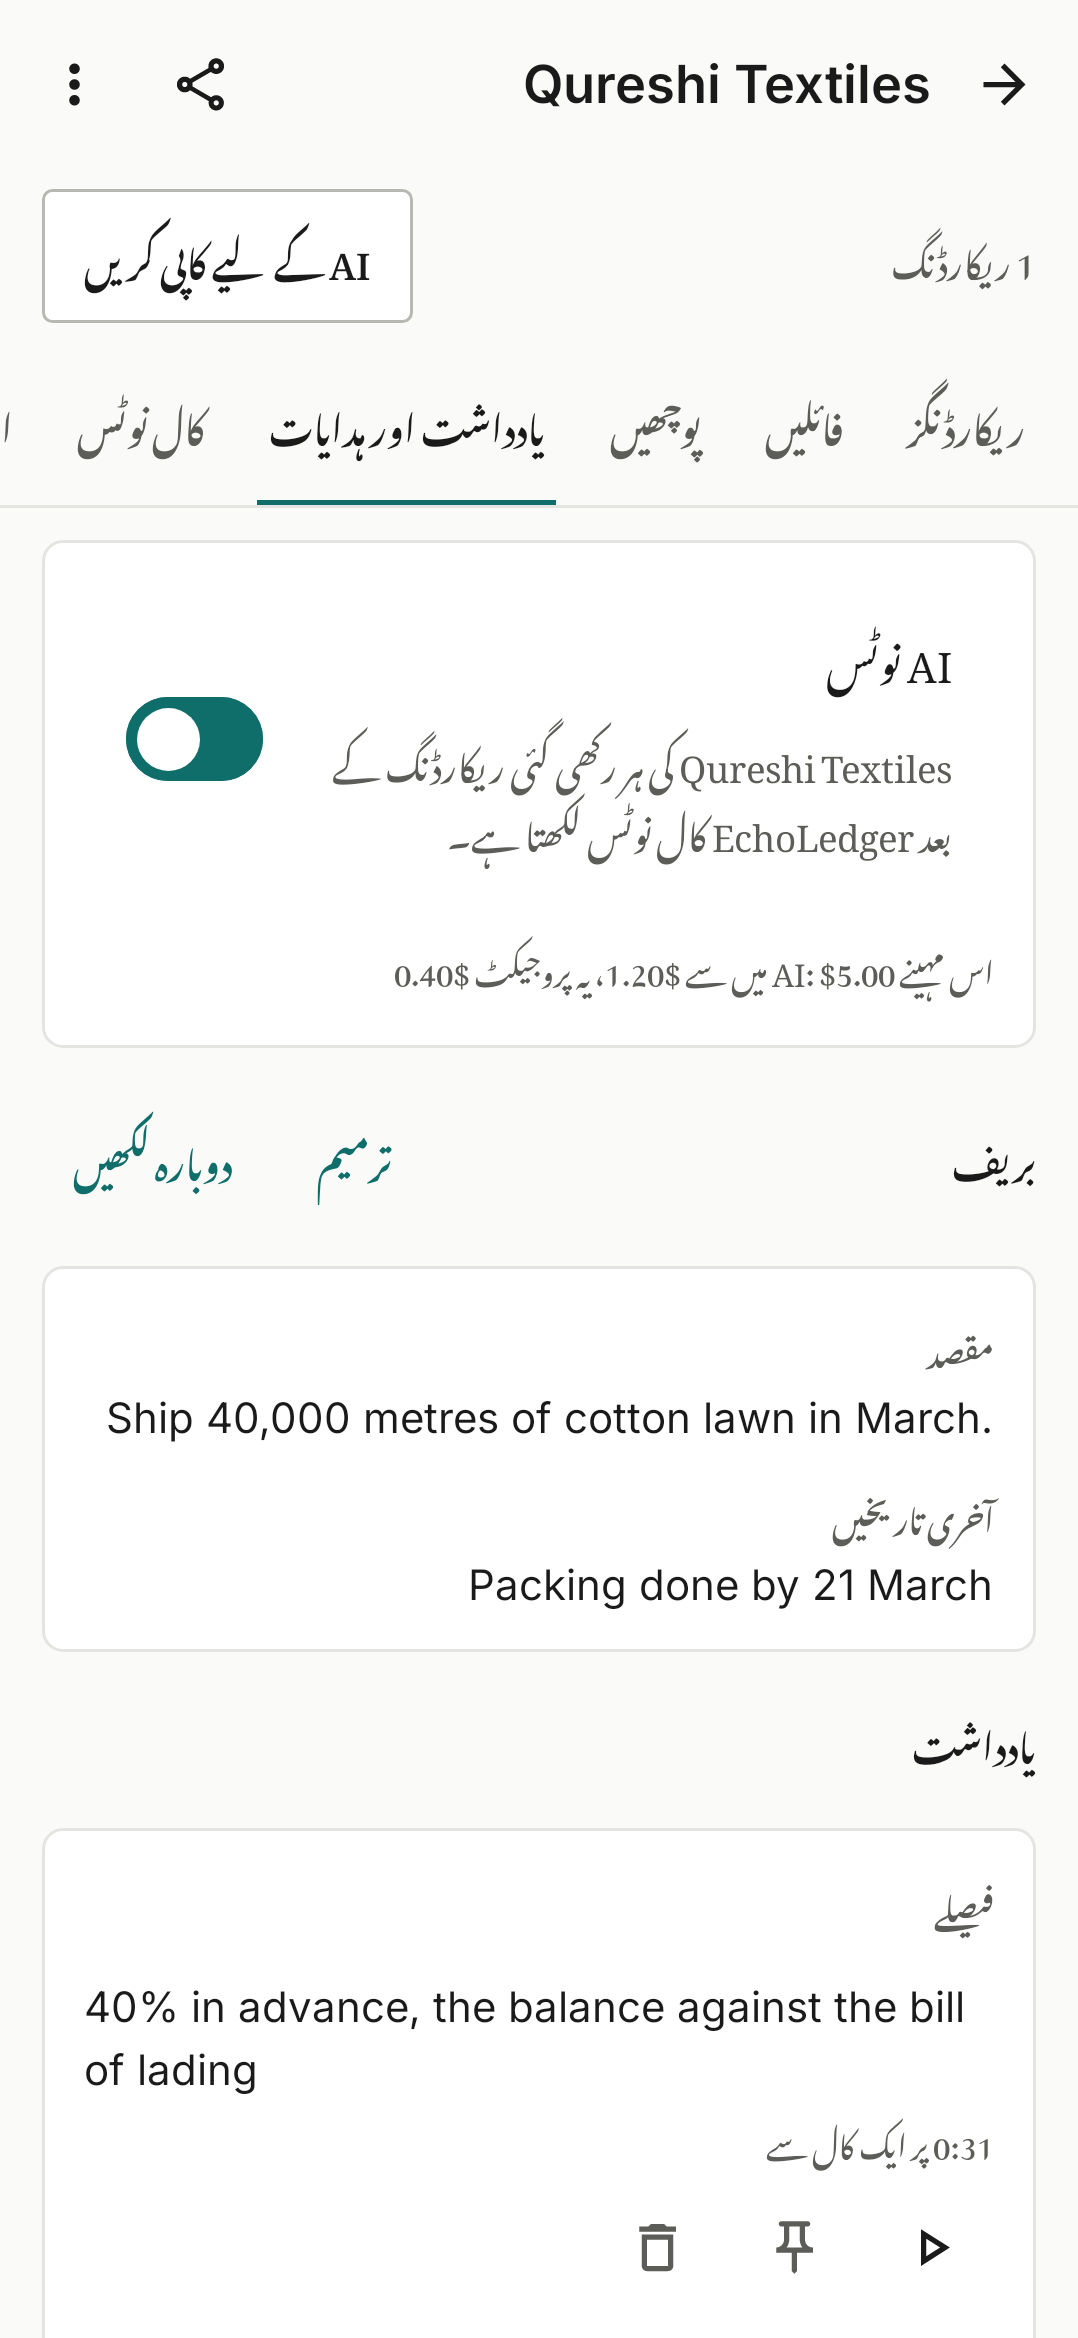 Qureshi Textiles
1 ریکارڈنگ
AI کے لیے کاپی کریں
ریکارڈنگز
فائلیں
پوچھیں
یادداشت اور ہدایات
کال نوٹس
AI نوٹس
Qureshi Textiles کی ہر رکھی گئی ریکارڈنگ کے
بعد EchoLedger کال نوٹس لکھتا ہے۔
اس مہینے AI: $5.00 میں سے $1.20، یہ پروجیکٹ $0.40
بریف
ترمیم
دوبارہ لکھیں
مقصد
Ship 40,000 metres of cotton lawn in March.
آخری تاریخیں
Packing done by 21 March
یادداشت
فیصلے
40% in advance, the balance against the bill
of lading
0:31 پر ایک کال سے